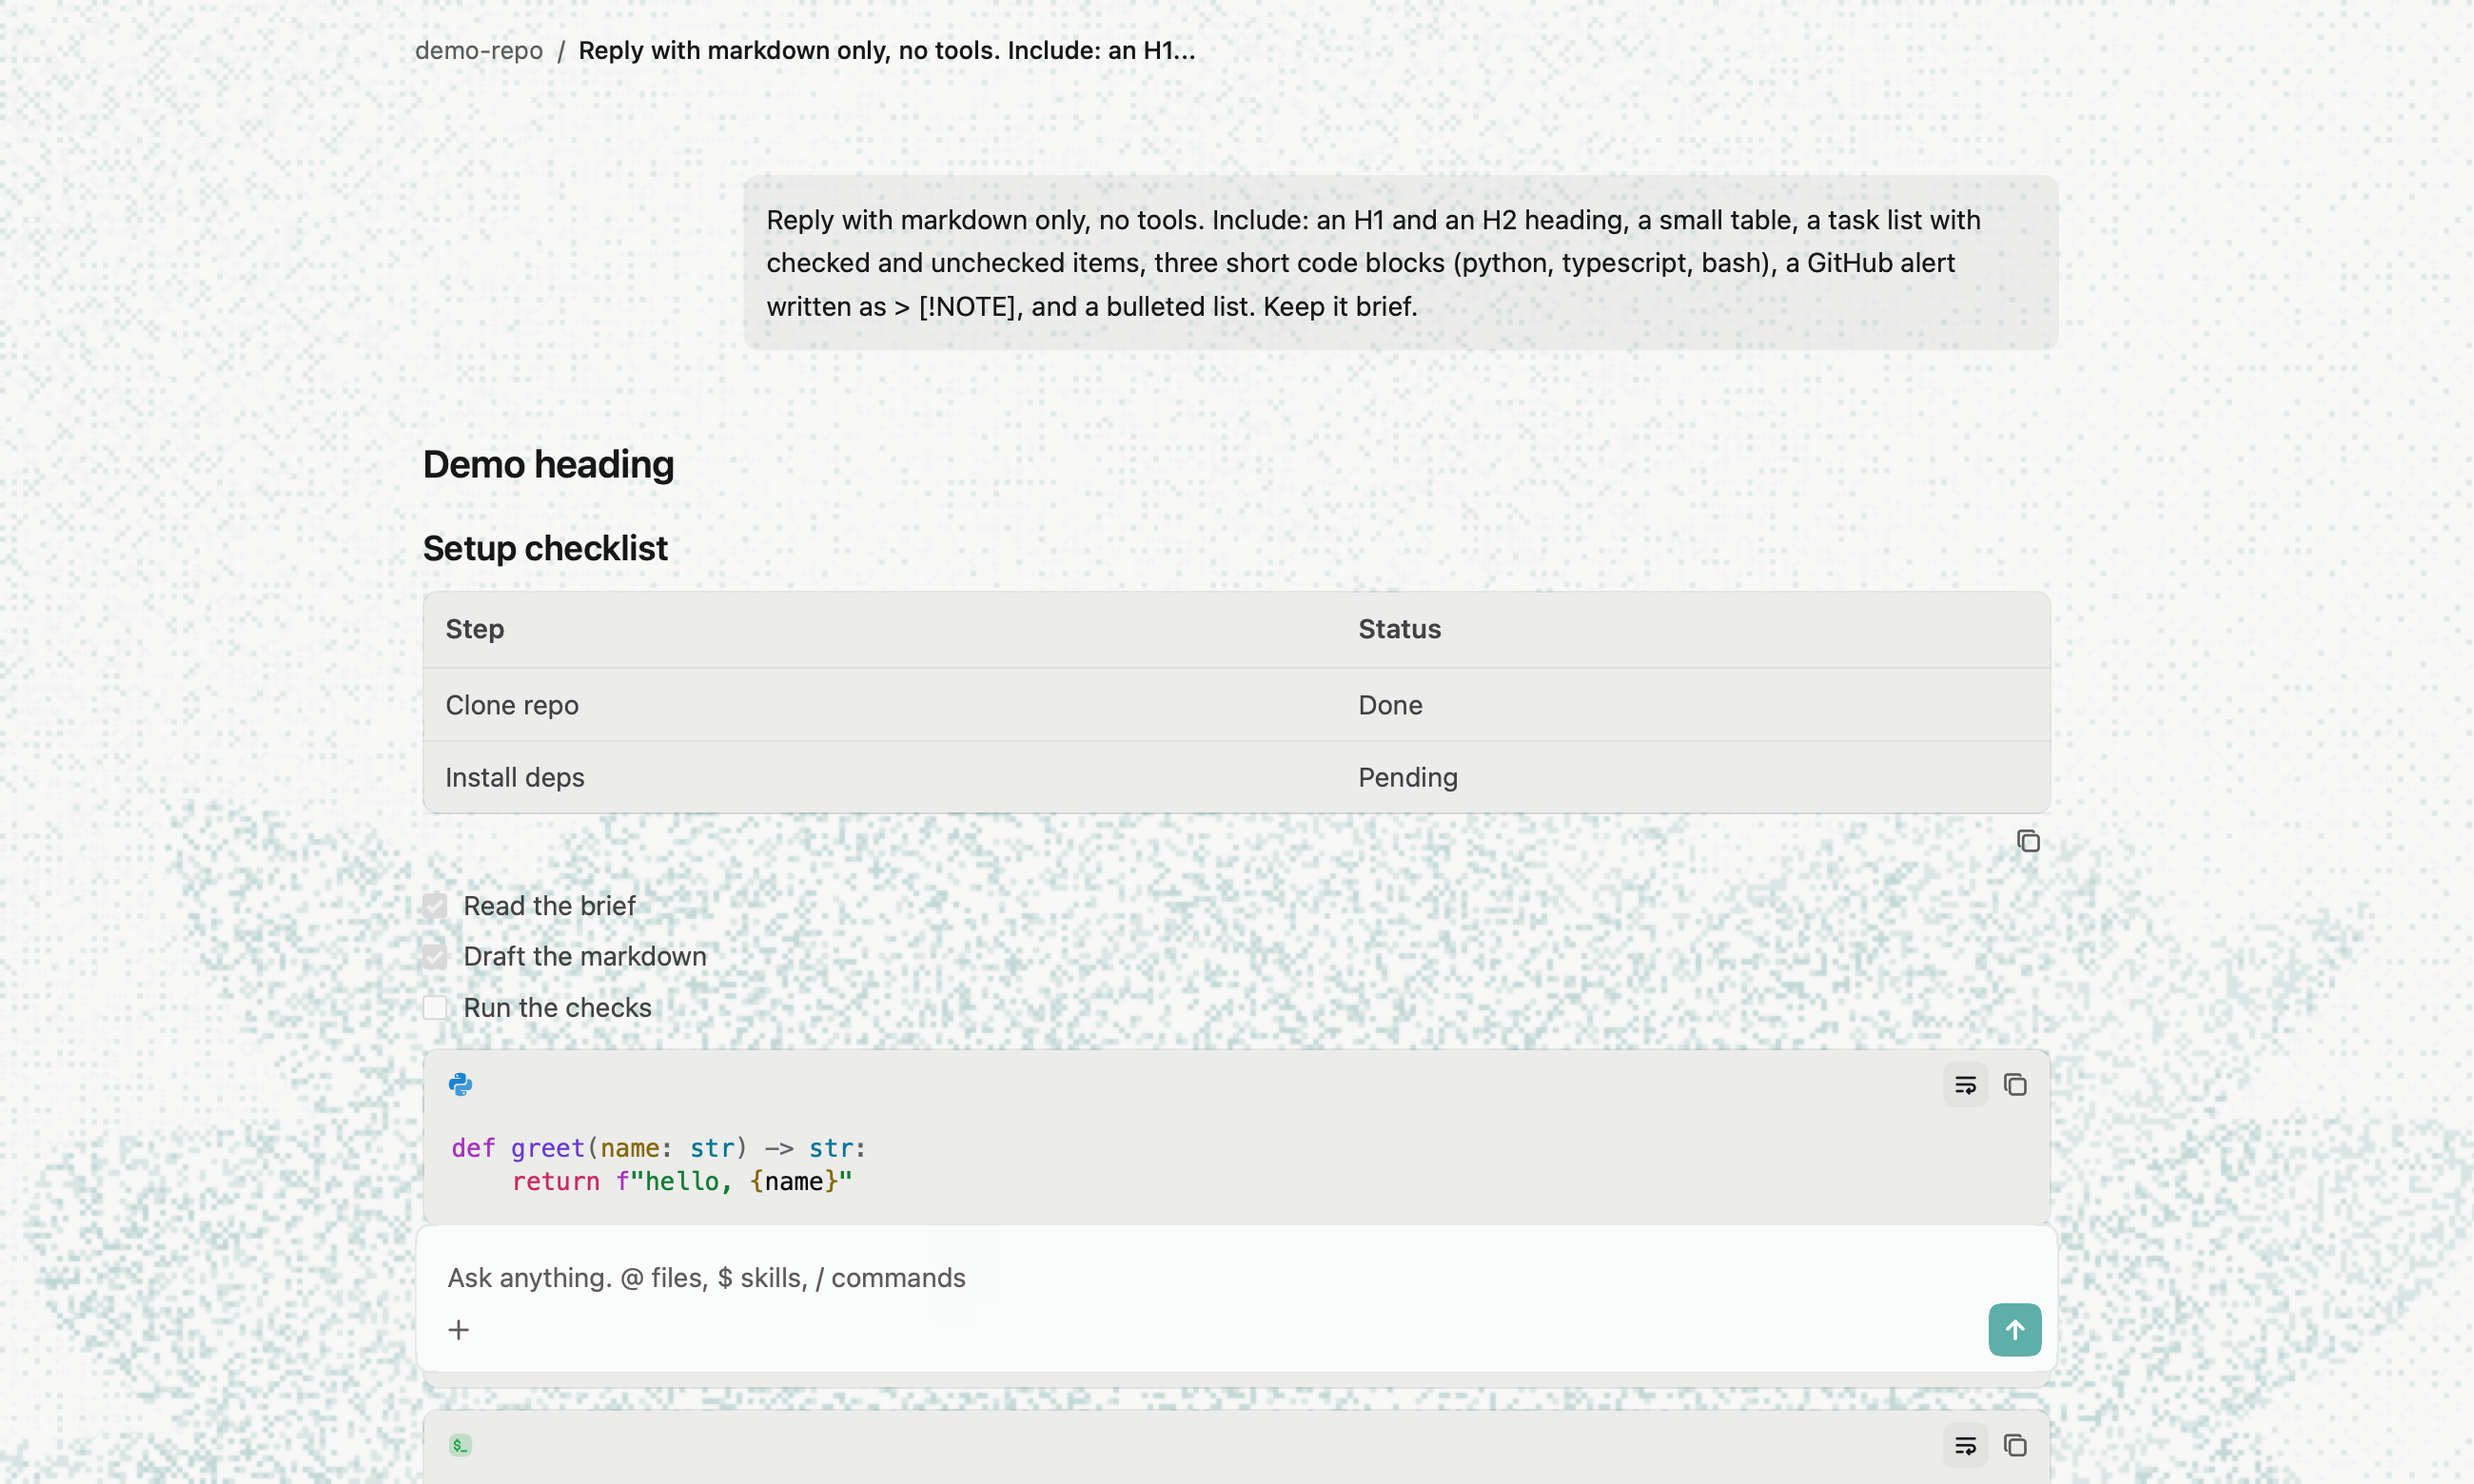 demo-repo / Reply with markdown only, no tools. Include: an H1...
Reply with markdown only, no tools. Include: an H1 and an H2 heading, a small table, a task list with
checked and unchecked items, three short code blocks (python, typescript, bash), a GitHub alert
written as > [!NOTE], and a bulleted list. Keep it brief.
Demo heading
Setup checklist
Step Status
Clone repo Done
Install deps Pending
Read the brief
Draft the markdown
Run the checks
def greet(name: str) -> str:
    return f"hello, {name}"
Ask anything. @ files, $ skills, / commands
$_